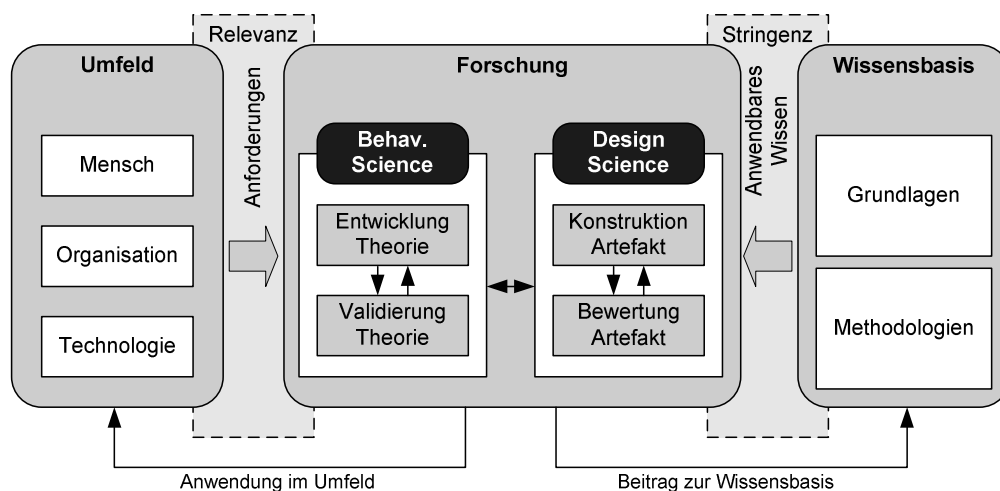 Relevanz
Stringenz
Umfeld
Mensch
Organisation
Technologie
Anforderungen
Forschung
Behav.
Science
Entwicklung
Theorie
Validierung
Theorie
Design
Science
Konstruktion
Artefakt
Bewertung
Artefakt
Anwendbares
Wissen
Wissensbasis
Grundlagen
Methodologien
Anwendung im Umfeld
Beitrag zur Wissensbasis